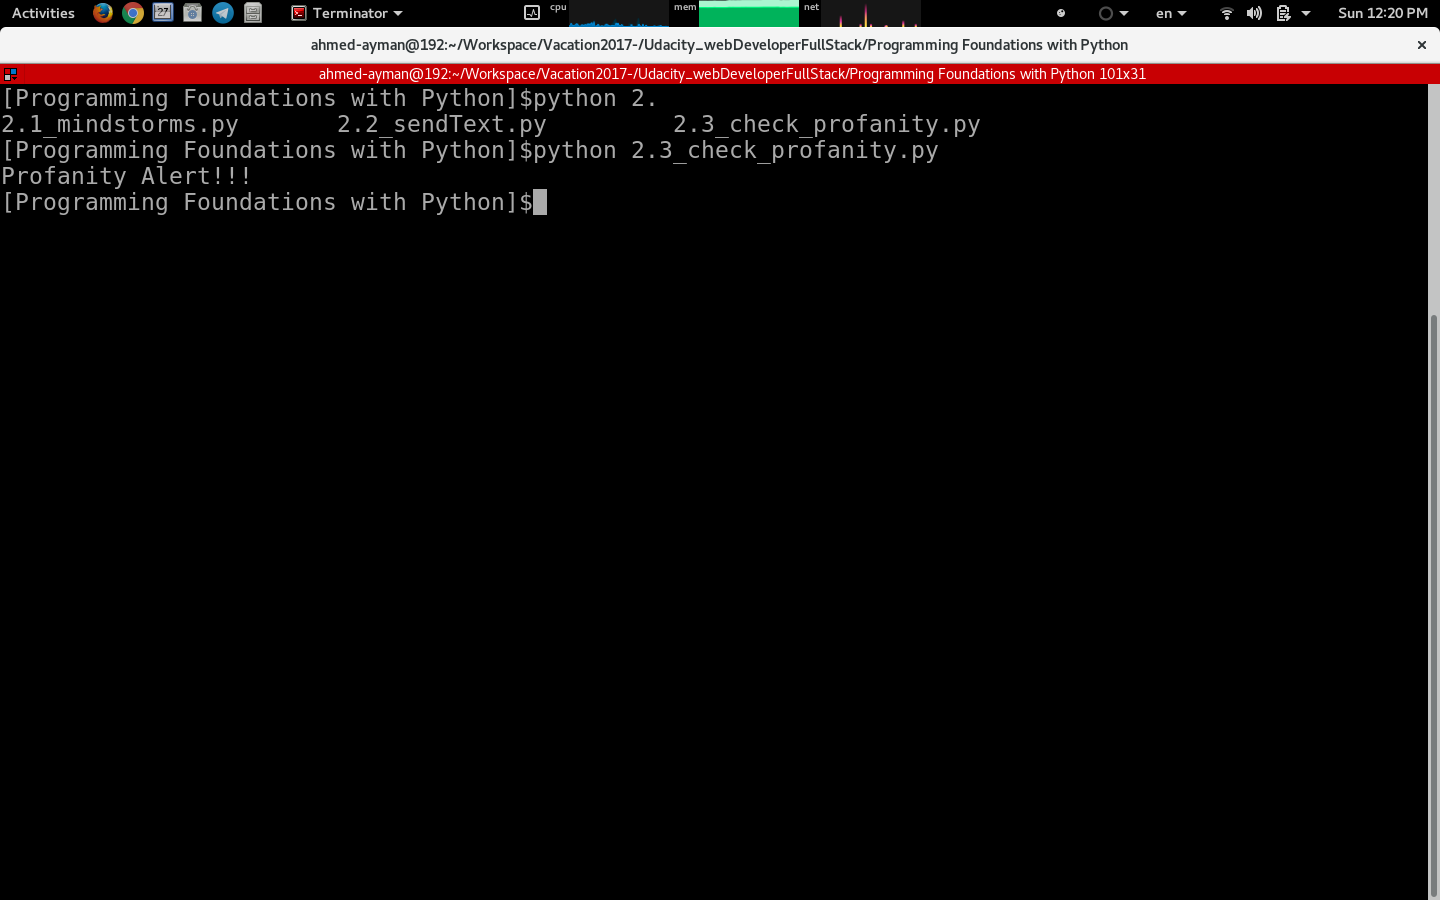 Activities 27 Terminator cpu mem net en Sun 12:20 PM
ahmed-ayman@192:~/Workspace/Vacation2017-/Udacity_webDeveloperFullStack/Programming Foundations with Python ×
ahmed-ayman@192:~/Workspace/Vacation2017-/Udacity_webDeveloperFullStack/Programming Foundations with Python 101x31
[Programming Foundations with Python]$python 2.
2.1_mindstorms.py 2.2_sendText.py 2.3_check_profanity.py
[Programming Foundations with Python]$python 2.3_check_profanity.py
Profanity Alert!!!
[Programming Foundations with Python]$